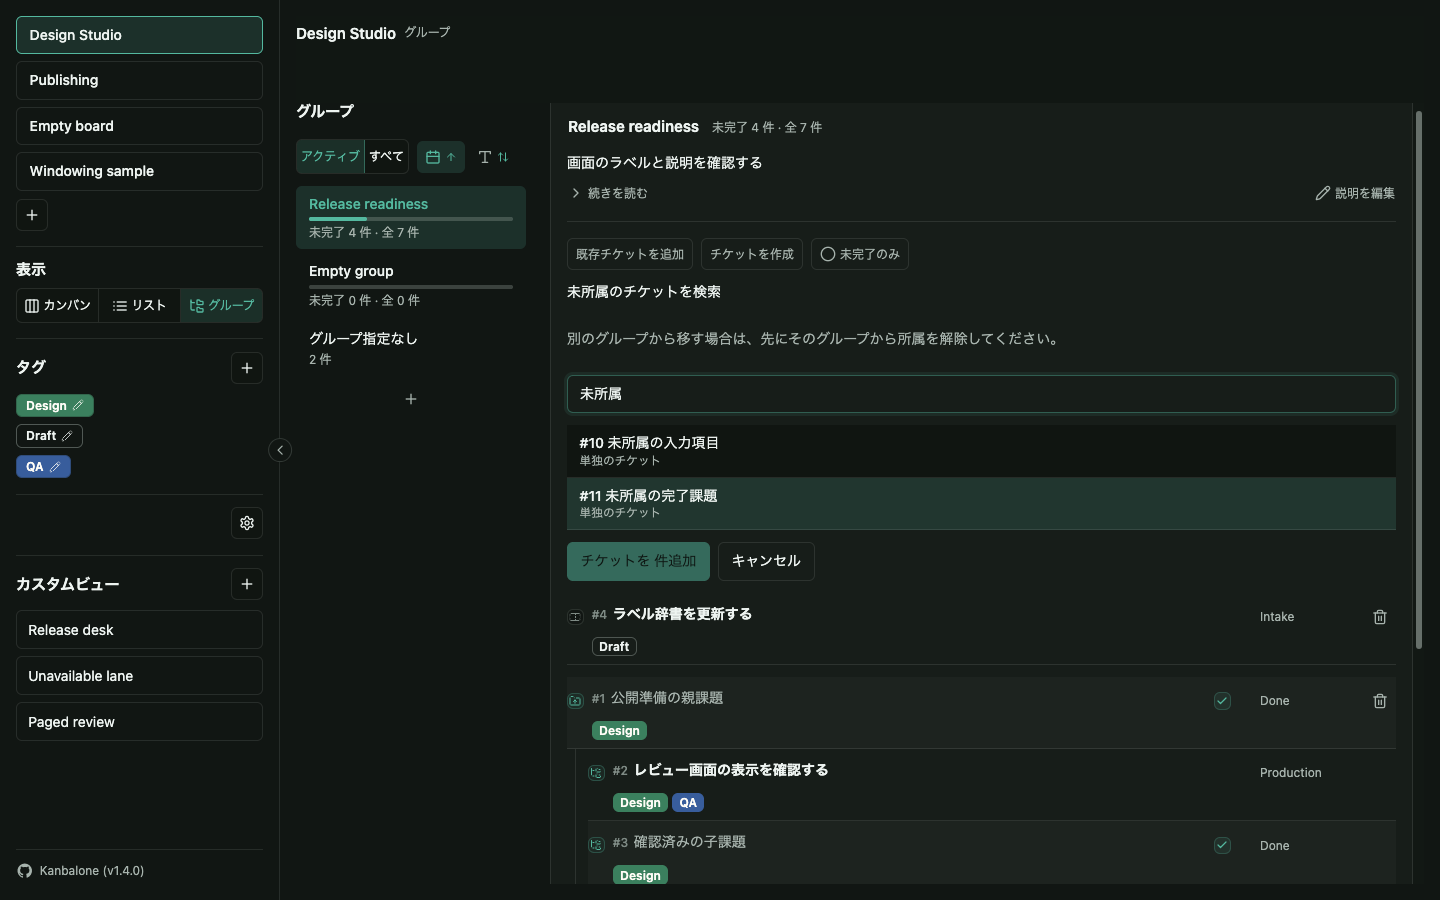 Design Studio
Publishing
Empty board
Windowing sample
表示
カンバン
リスト
グループ
タグ
Design
Draft
QA
カスタムビュー
Release desk
Unavailable lane
Paged review
Kanbalone (v1.4.0)
Design Studio グループ
グループ
アクティブ
すべて
Release readiness
未完了 4 件 · 全 7 件
Empty group
未完了 0 件 · 全 0 件
グループ指定なし
2 件
Release readiness 未完了 4 件 · 全 7 件
画面のラベルと説明を確認する
続きを読む
説明を編集
既存チケットを追加
チケットを作成
未完了のみ
未所属のチケットを検索
別のグループから移す場合は、先にそのグループから所属を解除してください。
未所属
#10 未所属の入力項目
単独のチケット
#11 未所属の完了課題
単独のチケット
チケットを 件追加
キャンセル
#4 ラベル辞書を更新する
Intake
Draft
#1 公開準備の親課題
Done
Design
#2 レビュー画面の表示を確認する
Production
Design QA
#3 確認済みの子課題
Done
Design